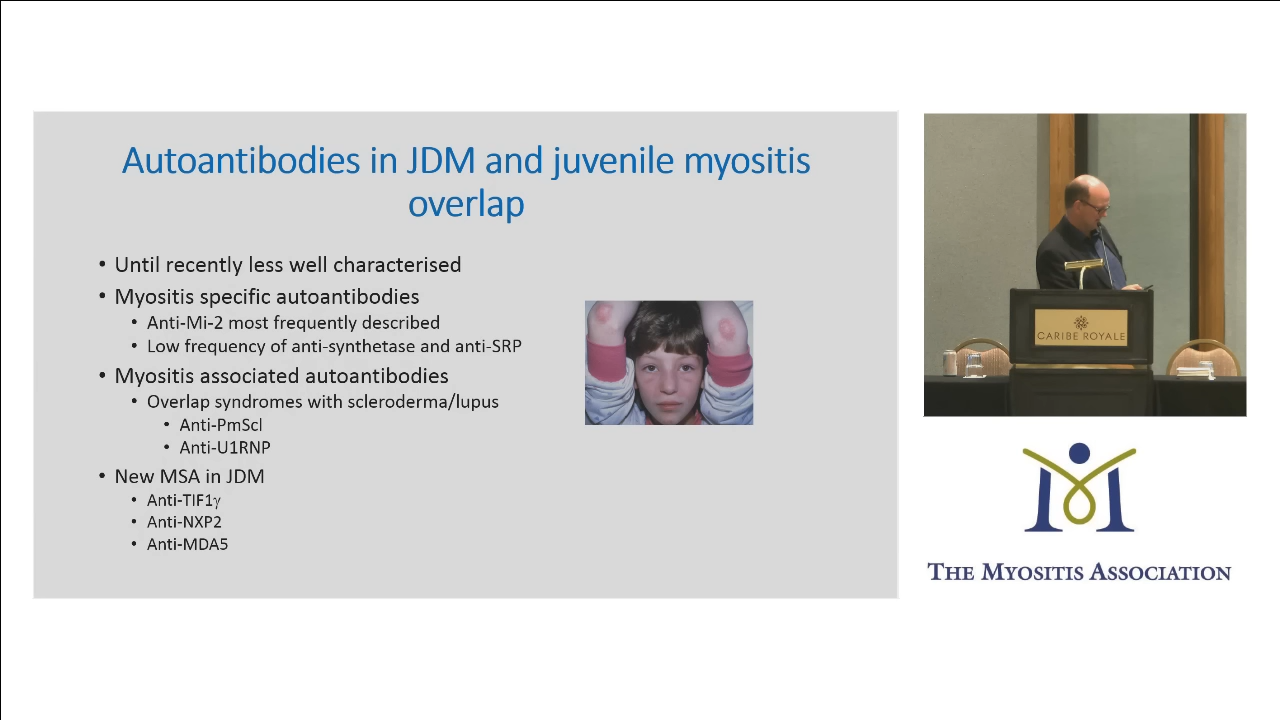 Autoantibodies in JDM and juvenile myositis
overlap
• Until recently less well characterised
• Myositis specific autoantibodies
• Anti-Mi-2 most frequently described
• Low frequency of anti-synthetase and anti-SRP
• Myositis associated autoantibodies
• Overlap syndromes with scleroderma/lupus
• Anti-PmScl
• Anti-U1RNP
• New MSA in JDM
• Anti-TIF1γ
• Anti-NXP2
• Anti-MDA5
CARIBE ROYALE
THE MYOSITIS ASSOCIATION